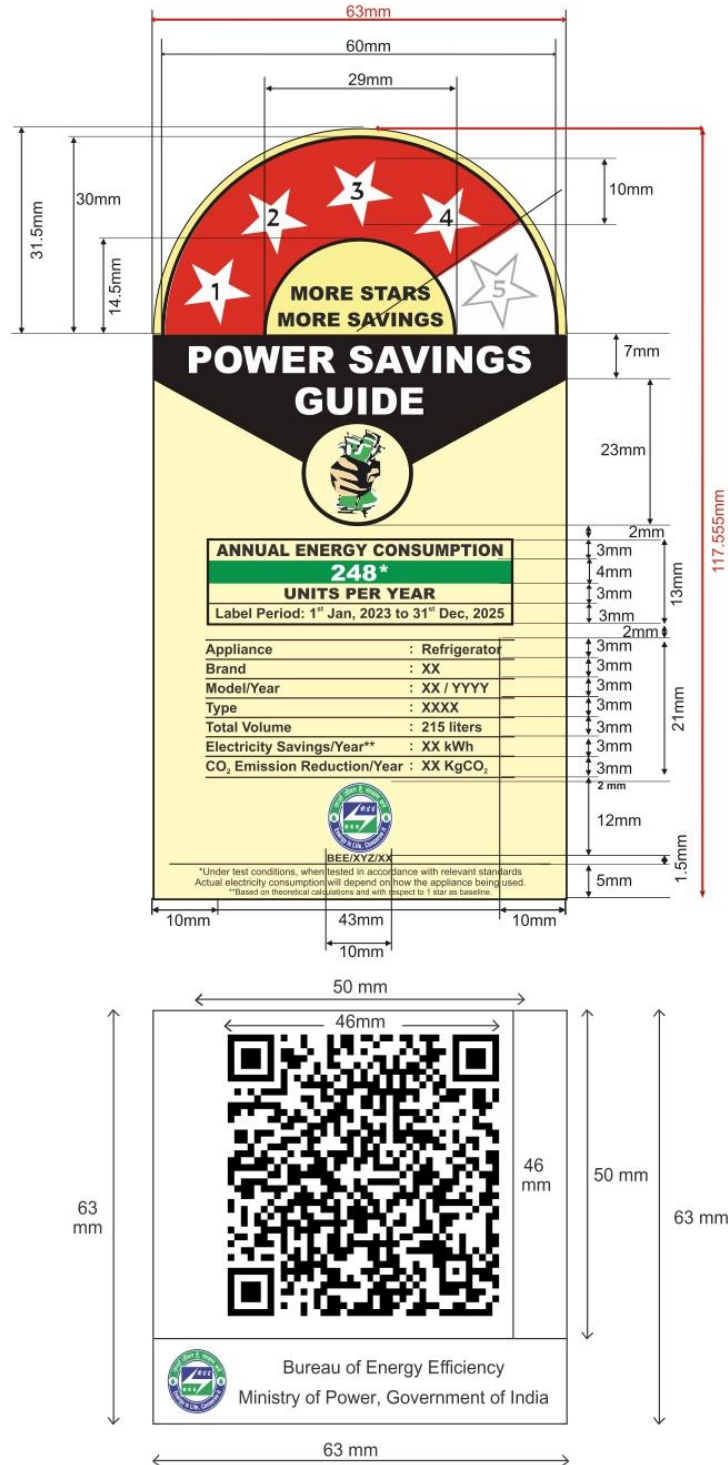 63mm
60mm
29mm
31.5mm
30mm
14.5mm
10mm
1
2
3
4
5
MORE STARS
MORE SAVINGS
POWER SAVINGS
GUIDE
7mm
23mm
117.555mm
2mm
ANNUAL ENERGY CONSUMPTION
3mm
248*
4mm
13mm
UNITS PER YEAR
3mm
Label Period: 1st Jan, 2023 to 31st Dec, 2025
3mm
2mm
Appliance : Refrigerator
3mm
Brand : XX
3mm
Model/Year : XX / YYYY
3mm
Type : XXXX
3mm
21mm
Total Volume : 215 liters
3mm
Electricity Savings/Year** : XX kWh
3mm
CO2 Emission Reduction/Year : XX KgCO2
3mm
2 mm
12mm
BEE
Energy is Life, Conserve it
BEE/XYZ/XX
1.5mm
*Under test conditions, when tested in accordance with relevant standards
Actual electricity consumption will depend on how the appliance being used.
**Based on theoretical calculations and with respect to 1 star as baseline.
5mm
10mm
43mm
10mm
10mm
50 mm
46mm
46
mm
50 mm
63
mm
63 mm
Bureau of Energy Efficiency
Ministry of Power, Government of India
63 mm